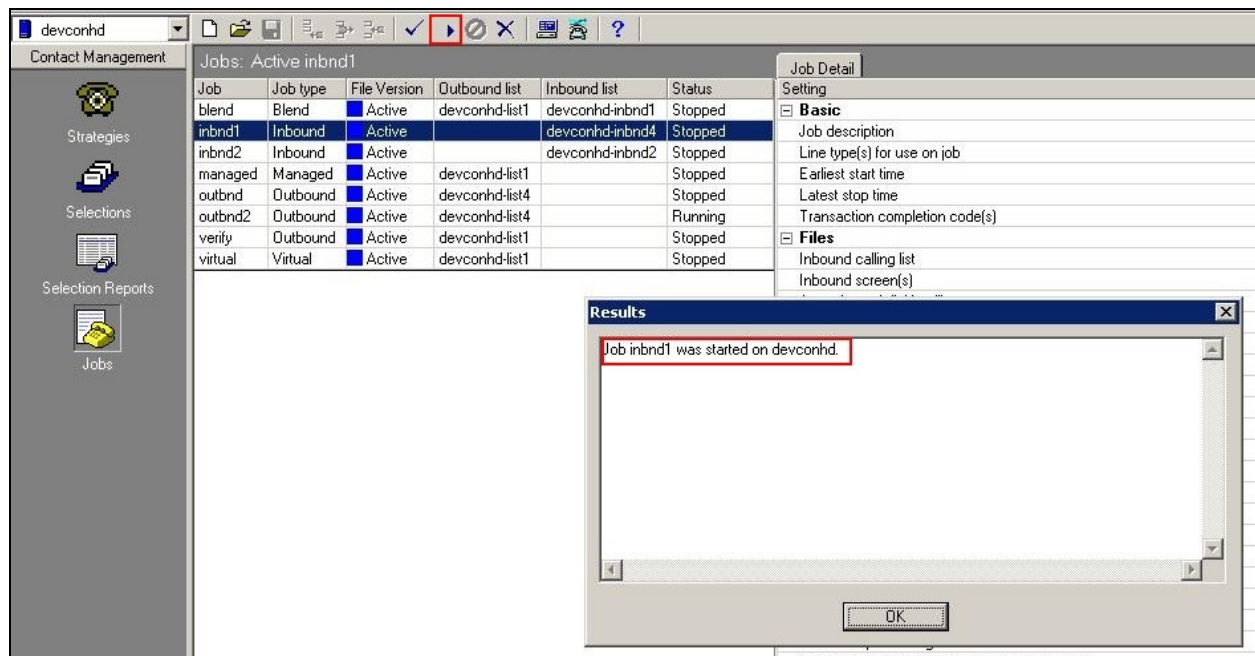 devconhd
?
Contact Management
Strategies
Selections
Selection Reports
Jobs
Jobs: Active inbnd1
Job Job type File Version Outbound list Inbound list Status
blend Blend Active devconhd-list1 devconhd-inbnd1 Stopped
inbnd1 Inbound Active devconhd-inbnd4 Stopped
inbnd2 Inbound Active devconhd-inbnd2 Stopped
managed Managed Active devconhd-list1 Stopped
outbnd Outbound Active devconhd-list4 Stopped
outbnd2 Outbound Active devconhd-list4 Running
verify Outbound Active devconhd-list1 Stopped
virtual Virtual Active devconhd-list1 Stopped
Job Detail
Setting
Basic
Job description
Line type(s) for use on job
Earliest start time
Latest stop time
Transaction completion code(s)
Files
Inbound calling list
Inbound screen(s)
Results
Job inbnd1 was started on devconhd.
OK